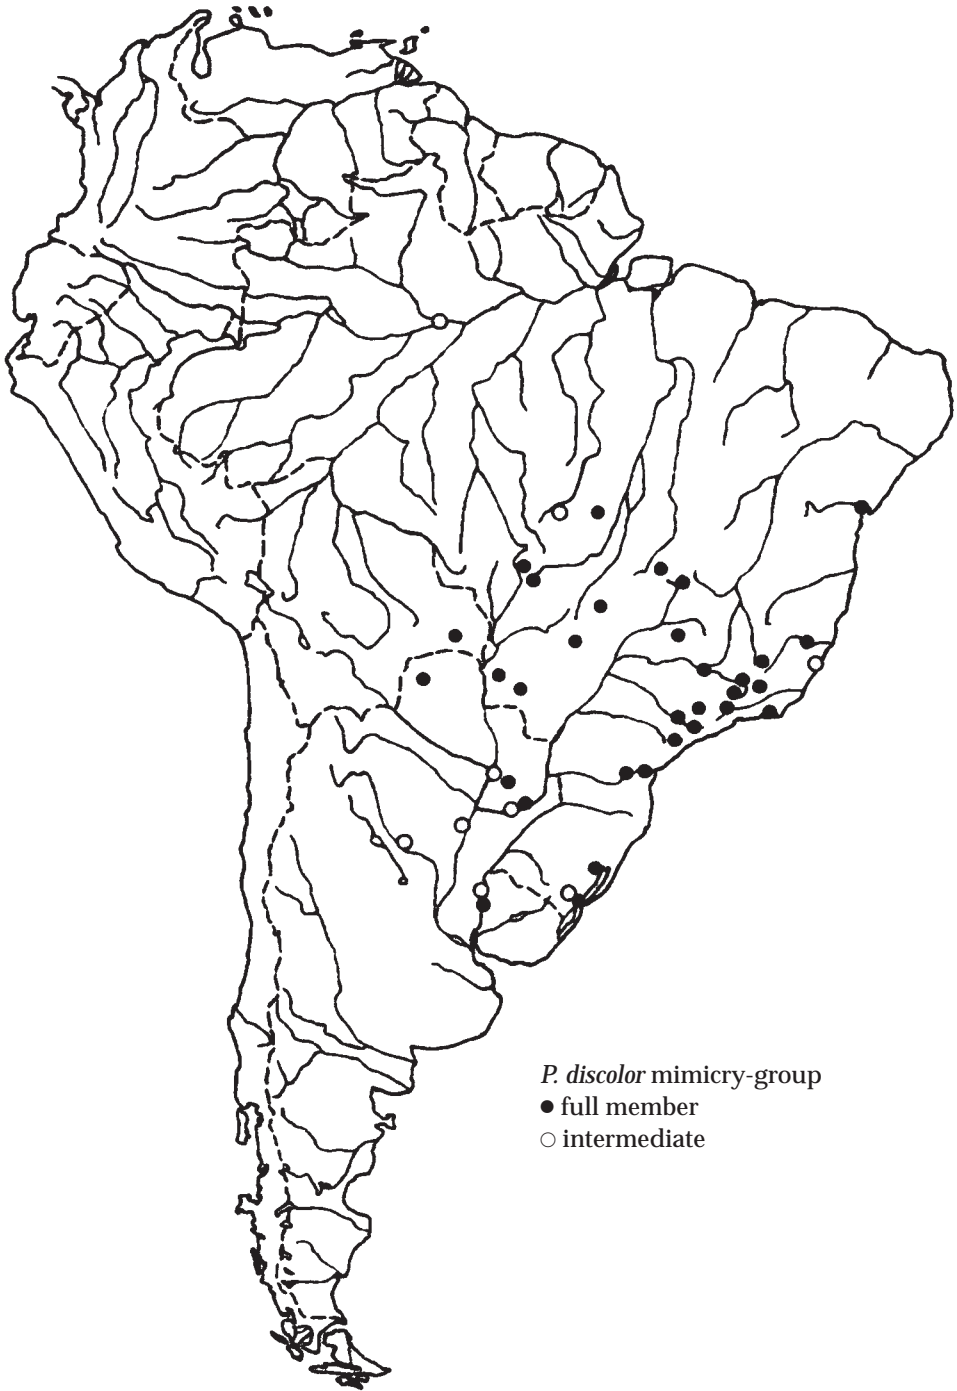 P. discolor mimicry-group
● full member
○ intermediate